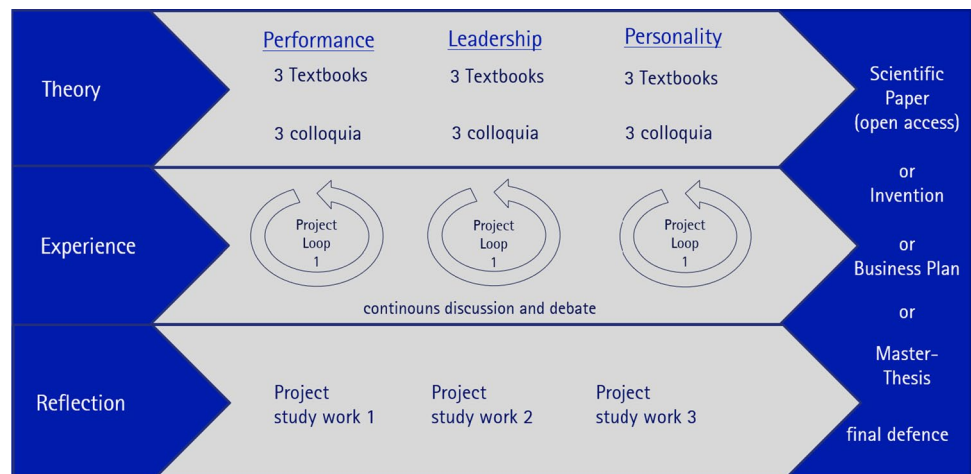 Theory
Performance
Leadership
Personality
3 Textbooks
3 Textbooks
3 Textbooks
3 colloquia
3 colloquia
3 colloquia
Experience
Project
Loop
1
Project
Loop
1
Project
Loop
1
continouns discussion and debate
Reflection
Project
study work 1
Project
study work 2
Project
study work 3
Scientific
Paper
(open access)
or
Invention
or
Business Plan
or
Master-
Thesis
final defence